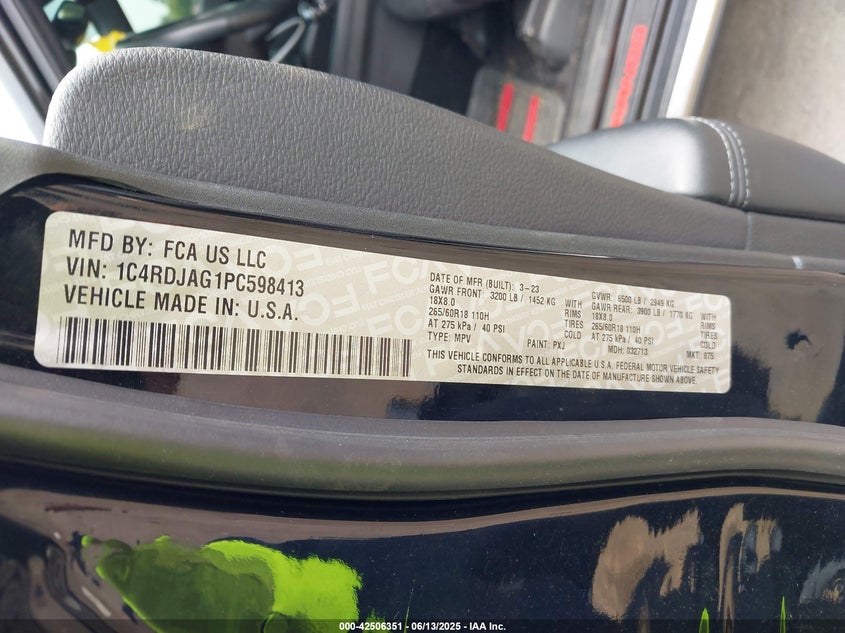 MFD BY: FCA US LLC
VIN: 1C4RDJAG1PC598413
VEHICLE MADE IN: U.S.A.
DATE OF MFR (BUILT): 3-23 GVWR: 6500 LB / 2949 KG
GAWR FRONT: 3200 LB / 1452 KG WITH GAWR REAR: 3900 LB / 1770 KG WITH
18X8.0 RIMS 18X8.0 RIMS
265/60R18 110H TIRES 265/60R18 110H TIRES
AT 275 kPa / 40 PSI COLD AT 275 kPa / 40 PSI COLD
TYPE: MPV PAINT: PXJ MDH: 032713 MKT: 875
THIS VEHICLE CONFORMS TO ALL APPLICABLE U.S.A. FEDERAL MOTOR VEHICLE SAFETY
STANDARDS IN EFFECT ON THE DATE OF MANUFACTURE SHOWN ABOVE.
000-42506351 | 06/13/2025 - IAA Inc.